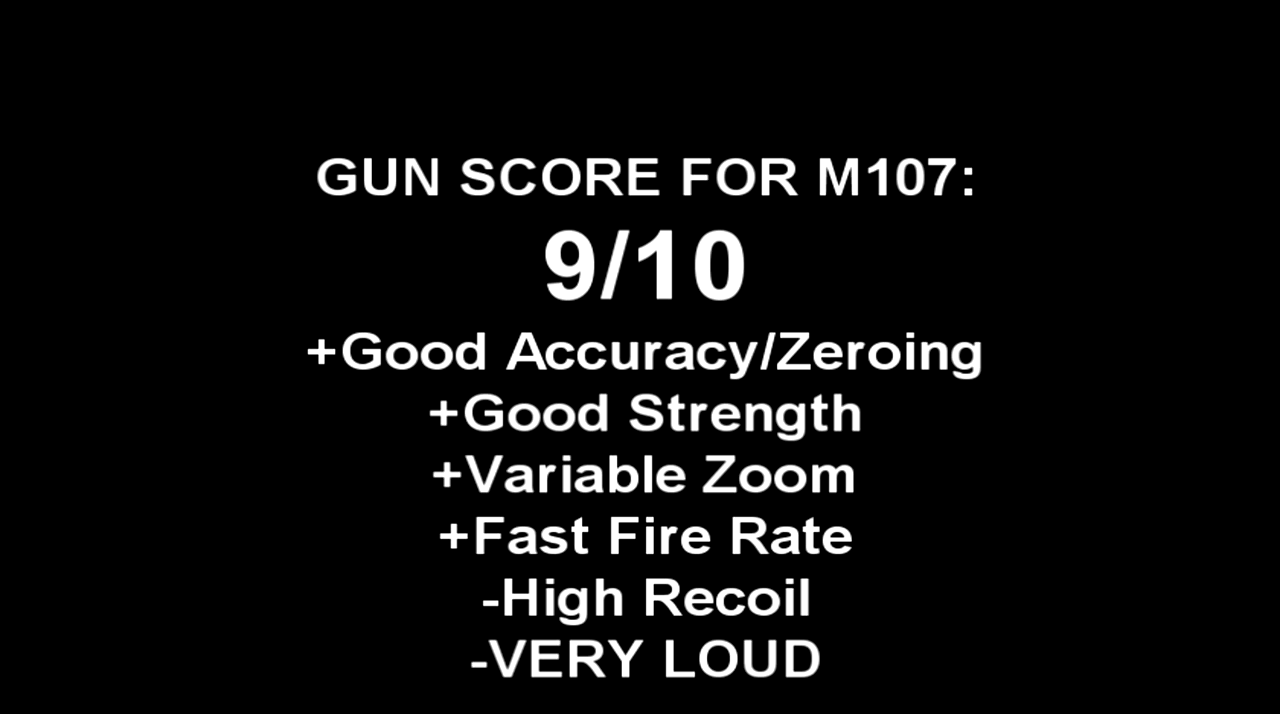 GUN SCORE FOR M107:
9/10
+Good Accuracy/Zeroing
+Good Strength
+Variable Zoom
+Fast Fire Rate
-High Recoil
-VERY LOUD